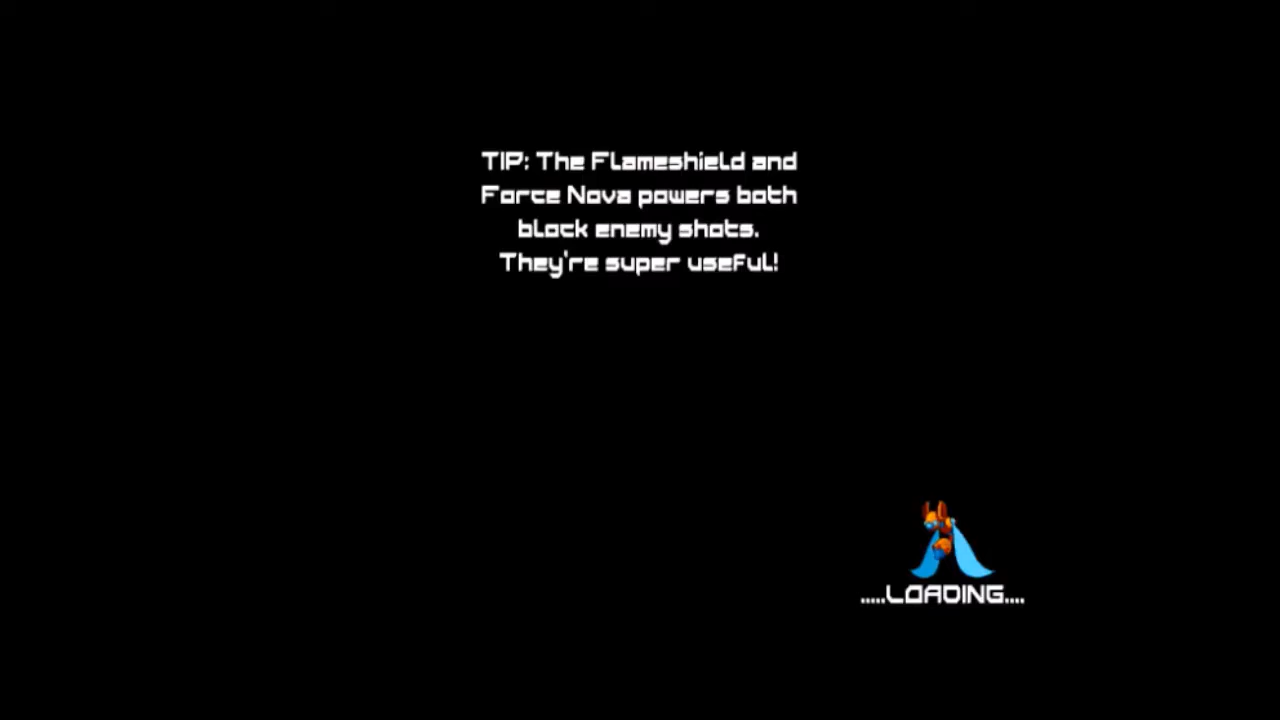 TIP: The Flameshield and
Force Nova powers both
block enemy shots.
They're super useful!
.....LOADING....